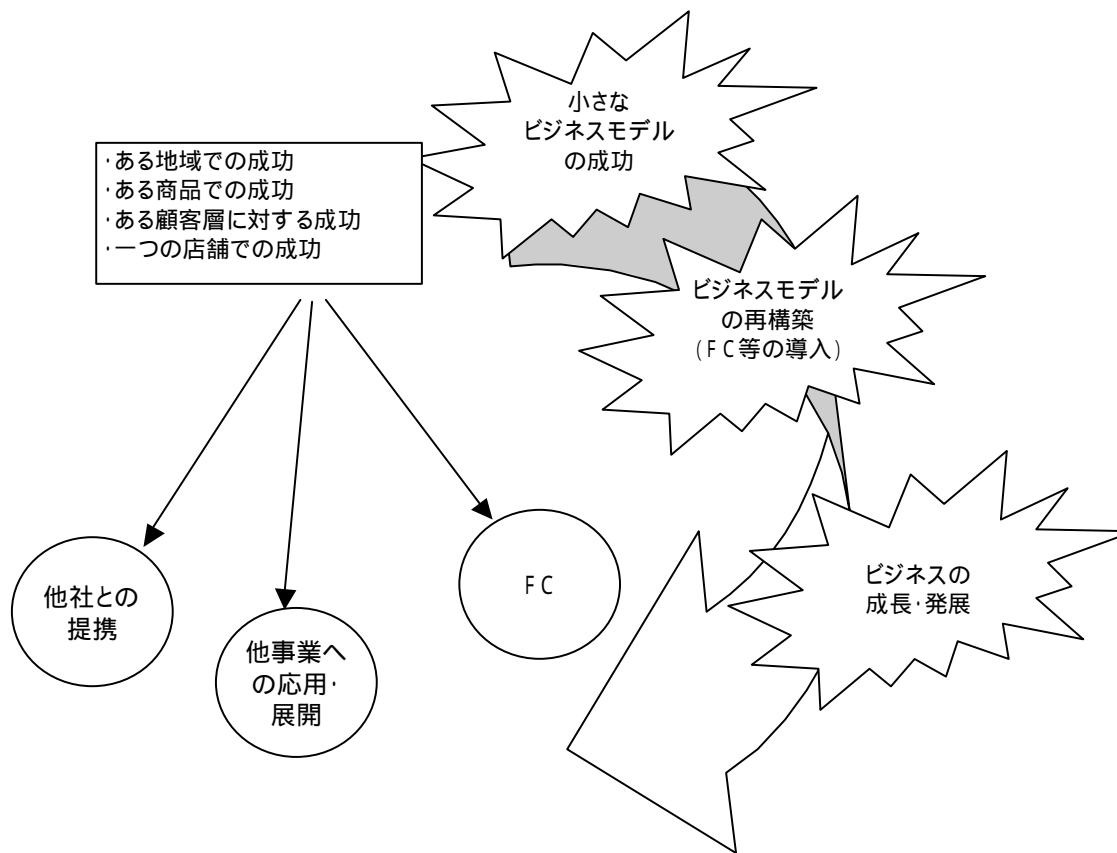 小さな
ビジネスモデル
の成功
･ある地域での成功
･ある商品での成功
･ある顧客層に対する成功
･一つの店舗での成功
ビジネスモデル
の再構築
(ＦＣ等の導入)
ビジネスの
成長･発展
他社との
提携
他事業へ
の応用･
展開
ＦＣ